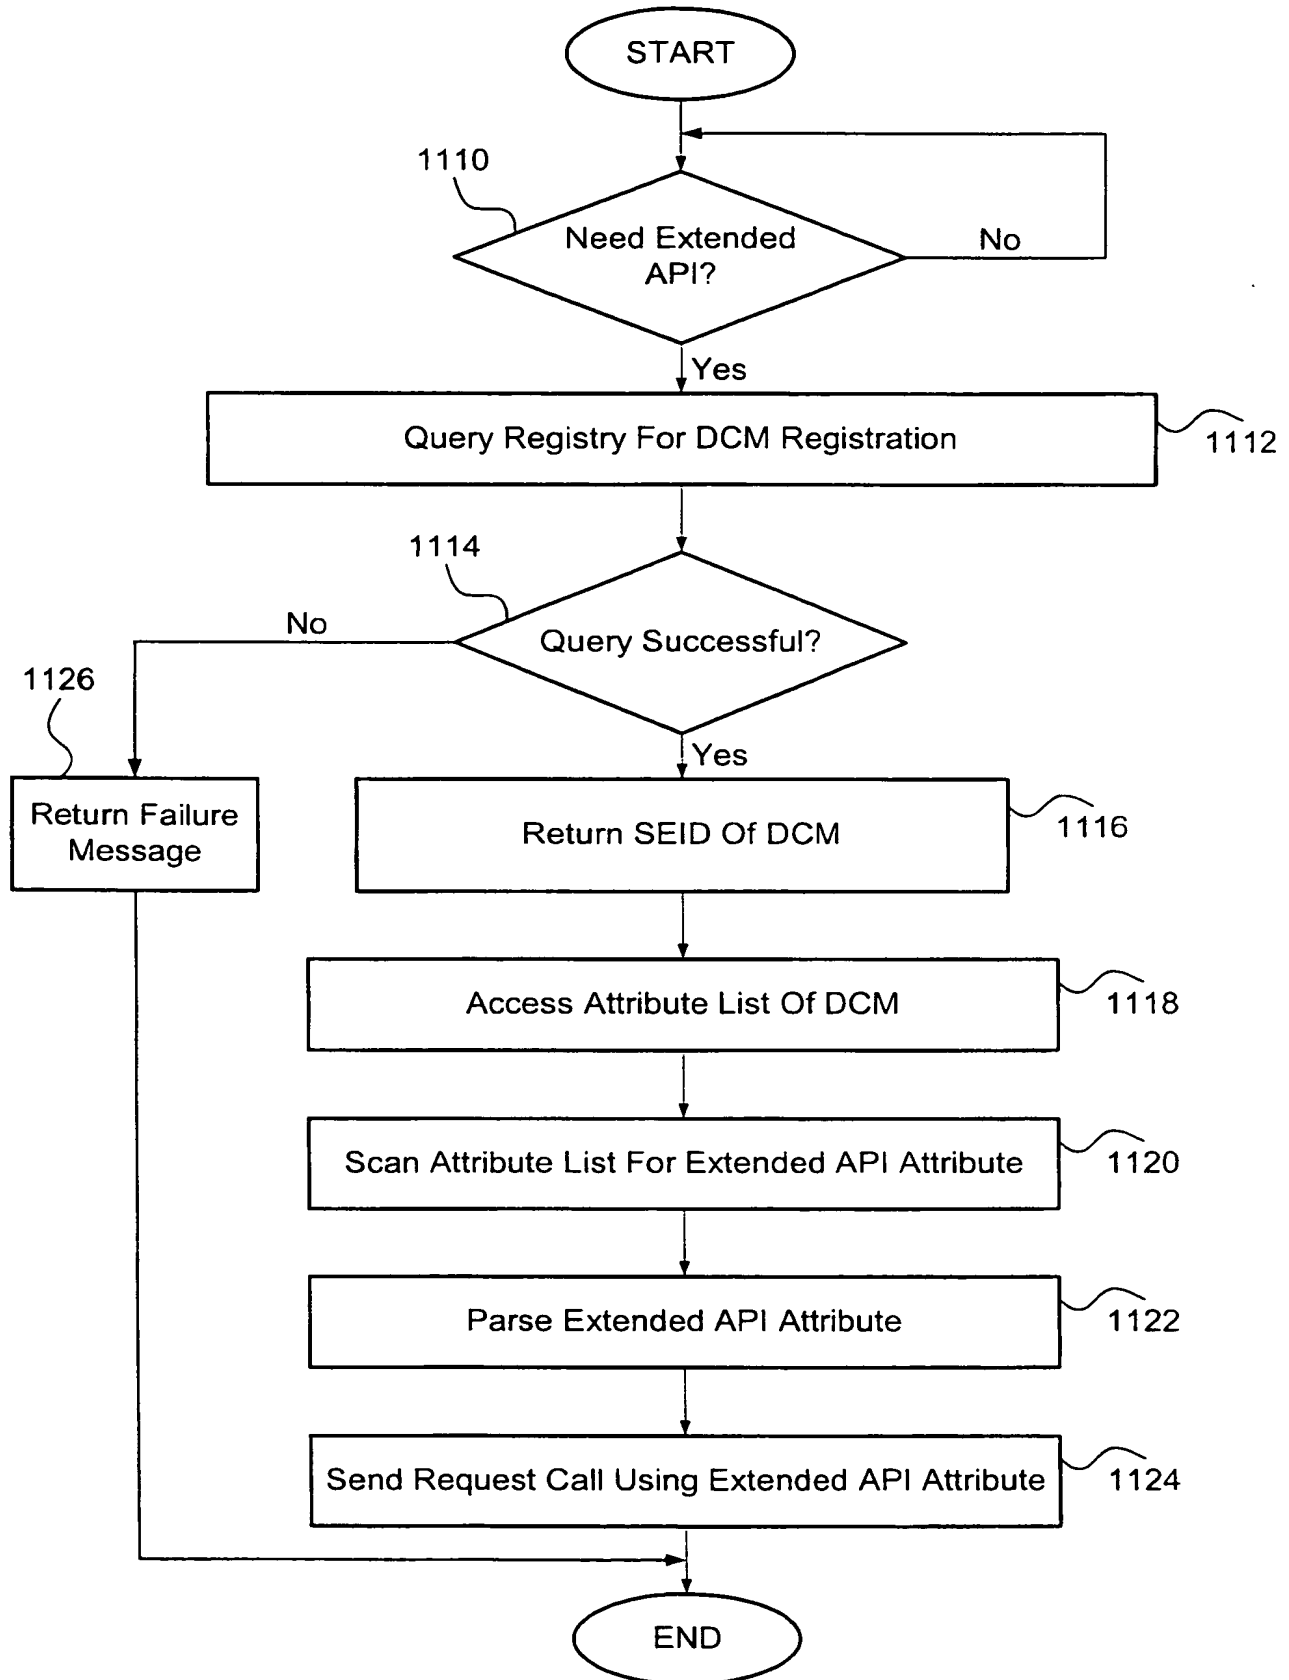 START
1110
Need Extended
API?
No
Yes
Query Registry For DCM Registration
1112
1114
Query Successful?
No
1126
Yes
Return Failure
Message
Return SEID Of DCM
1116
Access Attribute List Of DCM
1118
Scan Attribute List For Extended API Attribute
1120
Parse Extended API Attribute
1122
Send Request Call Using Extended API Attribute
1124
END